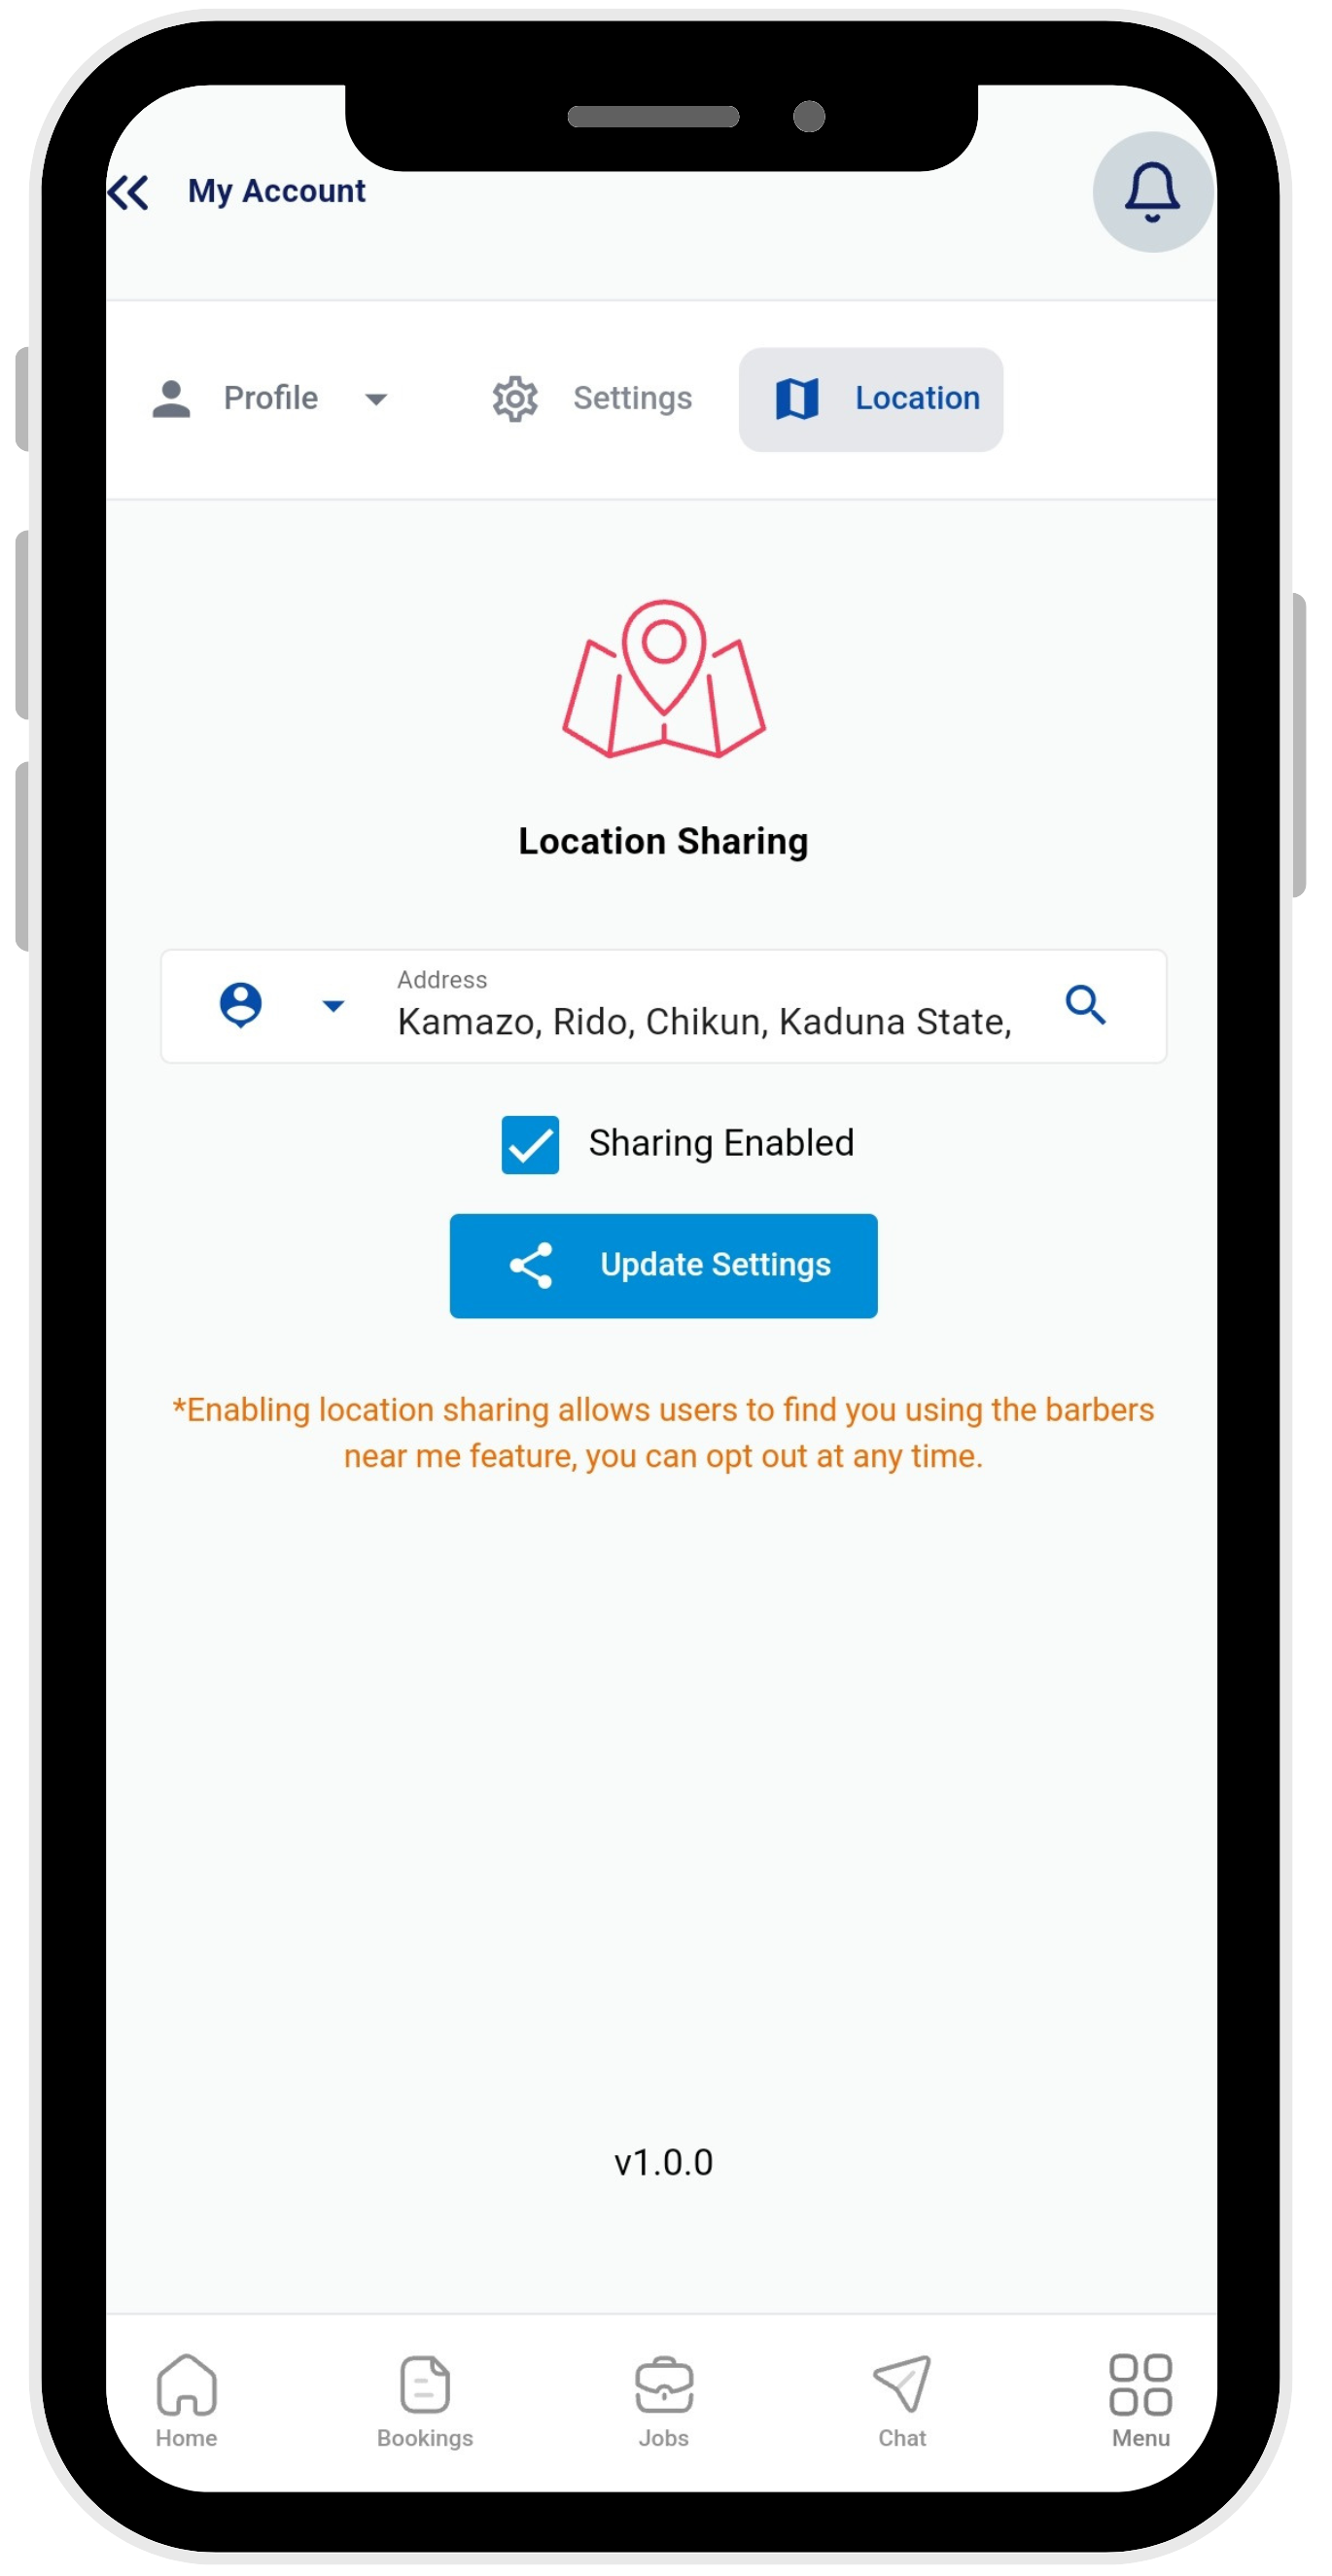 My Account
Profile
Settings
Location
Location Sharing
Address
Kamazo, Rido, Chikun, Kaduna State,
Sharing Enabled
Update Settings
*Enabling location sharing allows users to find you using the barbers
near me feature, you can opt out at any time.
v1.0.0
Home
Bookings
Jobs
Chat
Menu